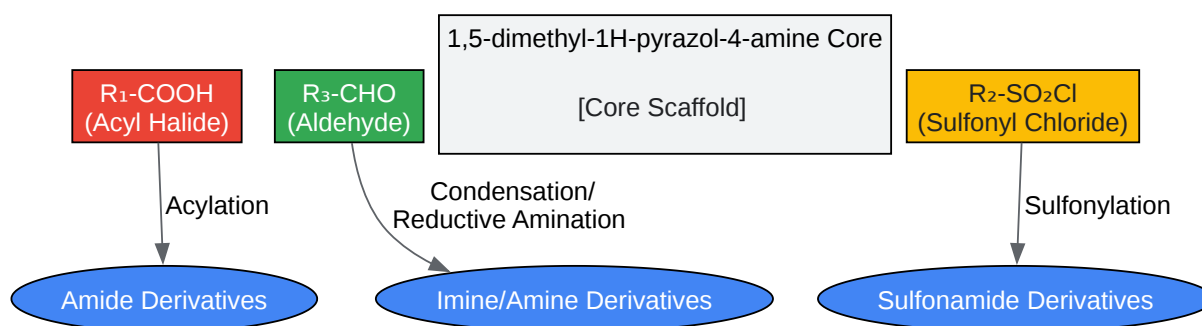 1,5-dimethyl-1H-pyrazol-4-amine Core
[Core Scaffold]
R₁-COOH
(Acyl Halide)
R₃-CHO
(Aldehyde)
R₂-SO₂Cl
(Sulfonyl Chloride)
Acylation
Condensation/
Reductive Amination
Sulfonylation
Amide Derivatives
Imine/Amine Derivatives
Sulfonamide Derivatives